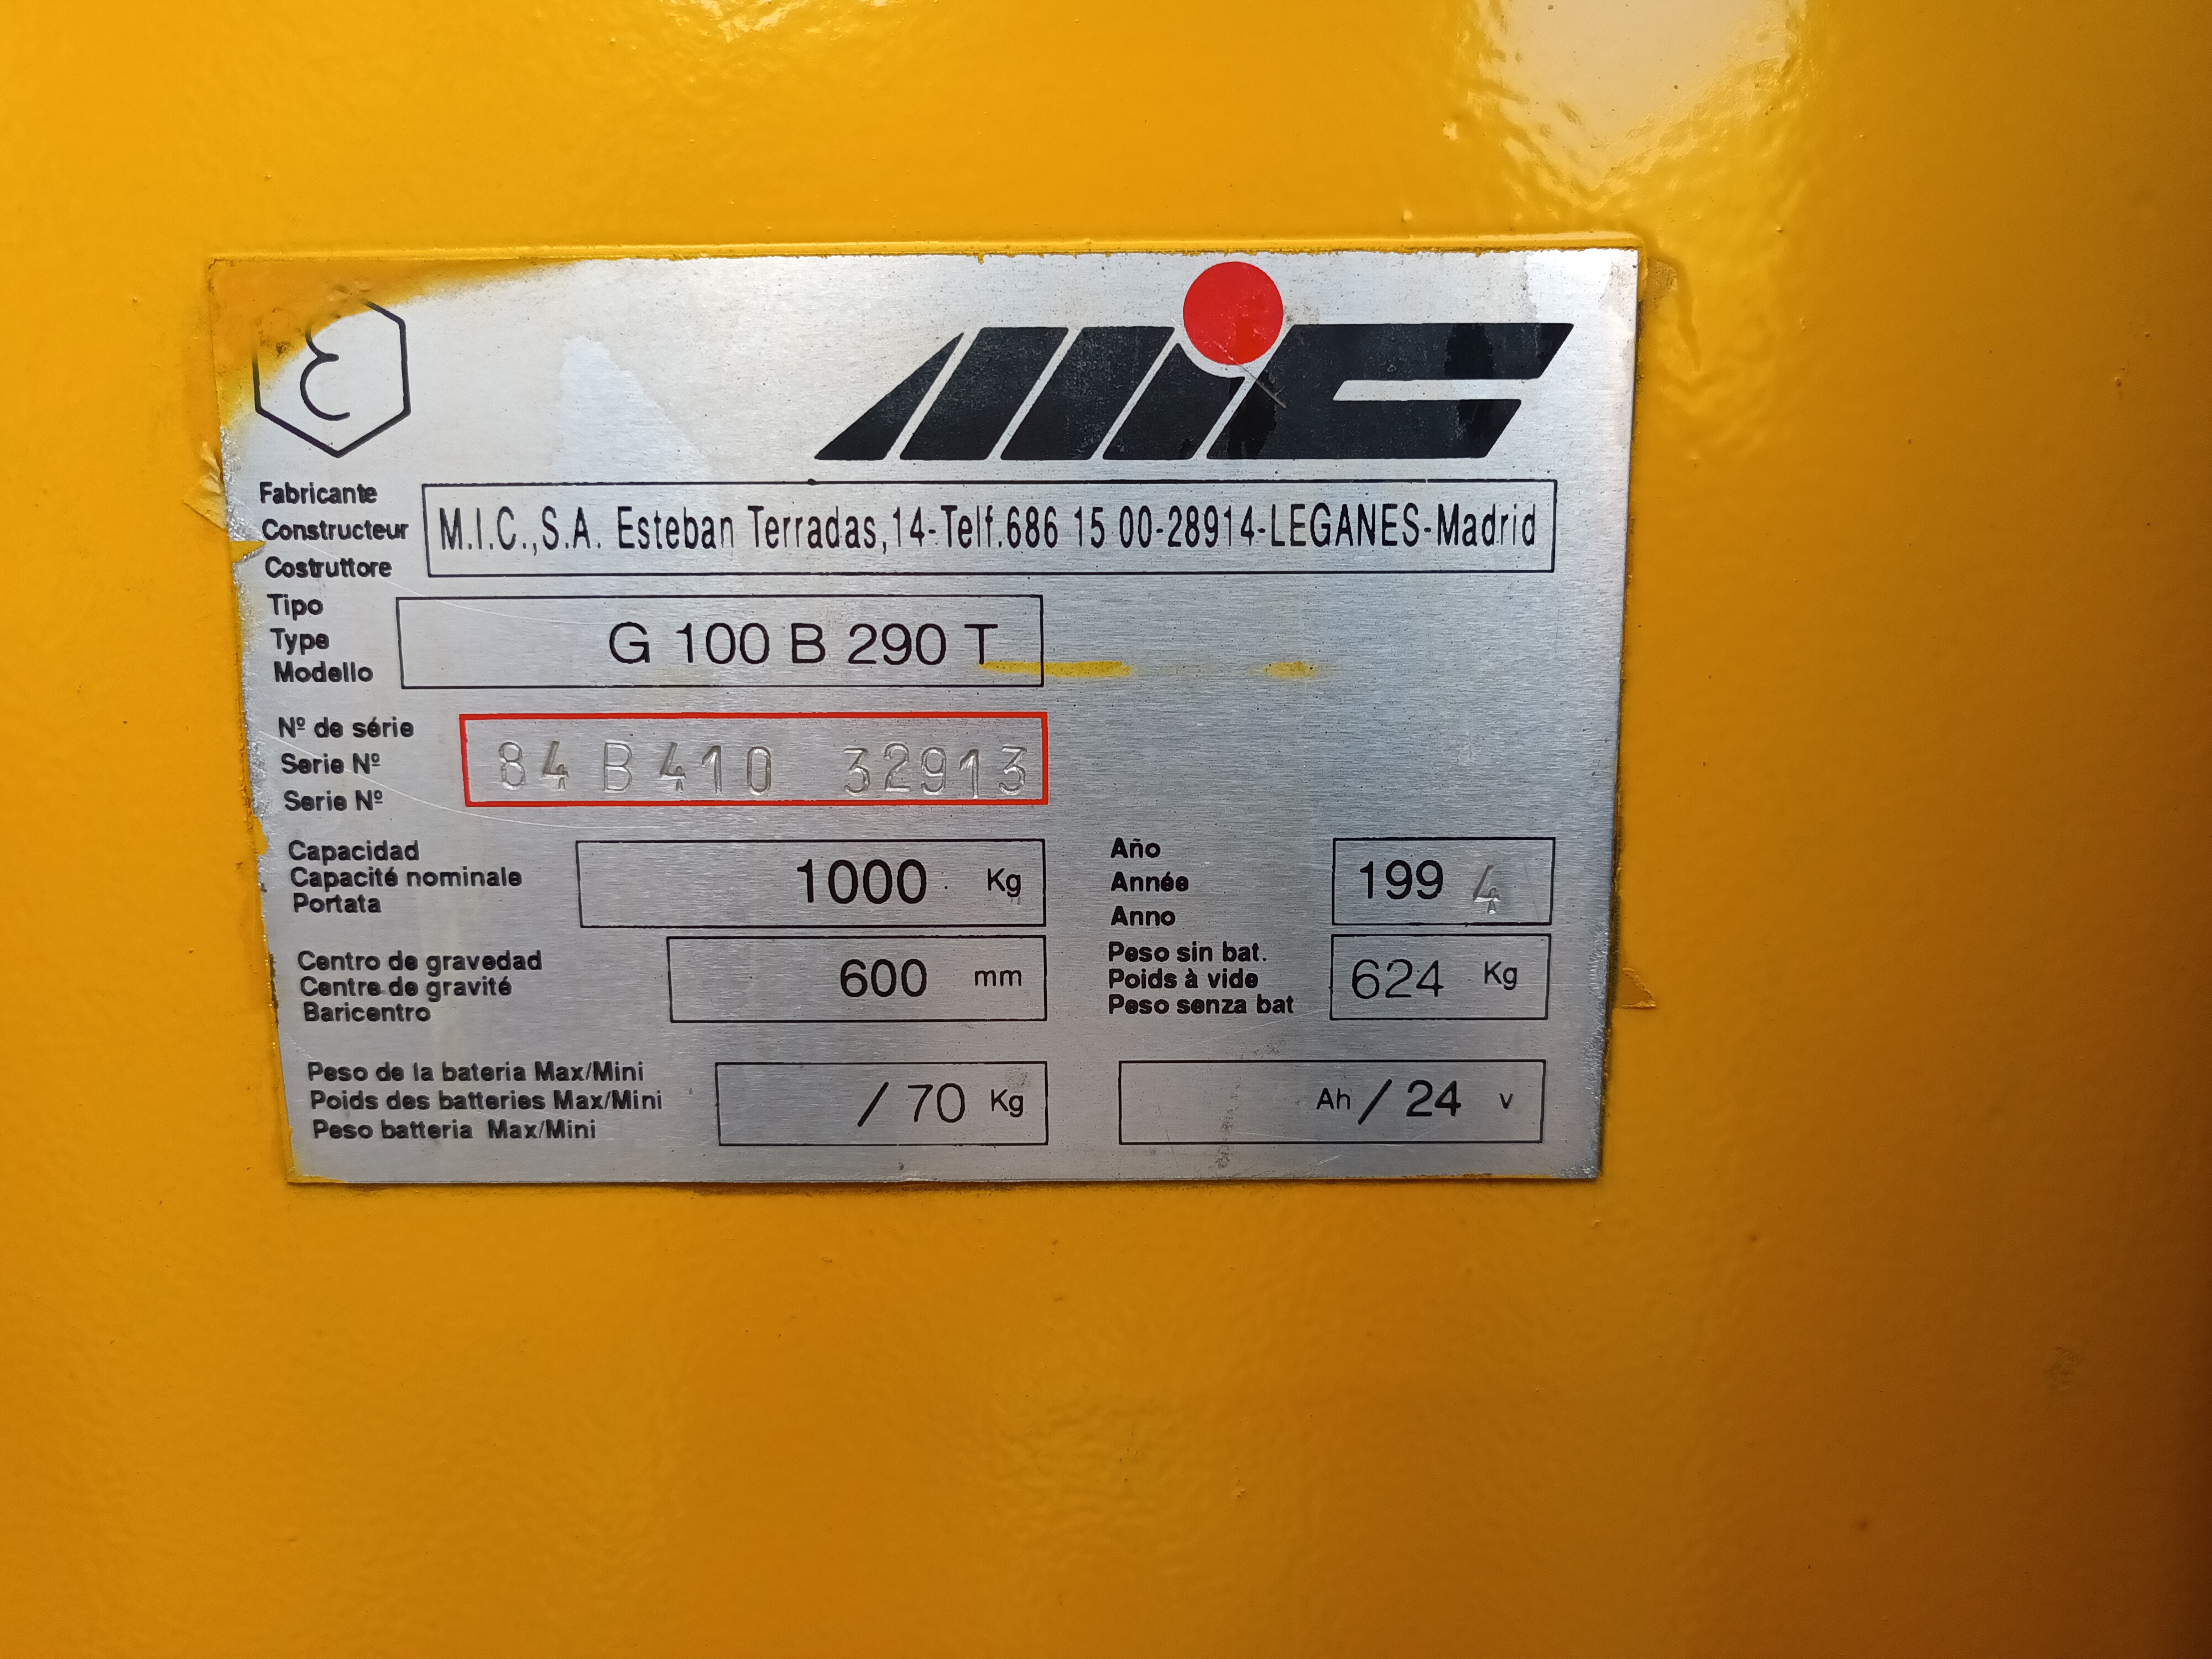 MIC
Fabricante
Constructeur
Costruttore
M.I.C.,S.A. Esteban Terradas,14-Telf.686 15 00-28914-LEGANES-Madrid
Tipo
Type
Modello
G 100 B 290 T
Nº de série
Serie Nº
Serie Nº
84 B 410 32913
Capacidad
Capacité nominale
Portata
1000 Kg
Año
Année
Anno
199 4
Centro de gravedad
Centre de gravité
Baricentro
600 mm
Peso sin bat.
Poids à vide
Peso senza bat
624 Kg
Peso de la bateria Max/Mini
Poids des batteries Max/Mini
Peso batteria Max/Mini
/ 70 Kg
Ah / 24 v